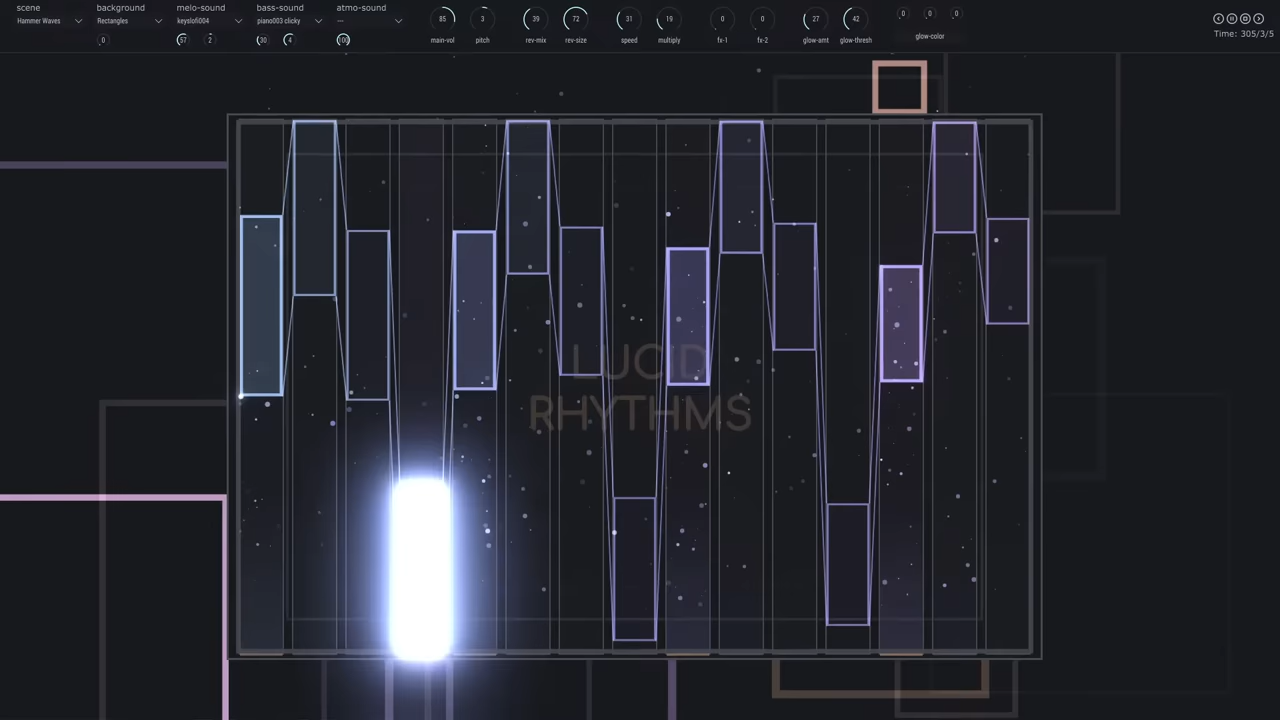 scene
background
melo-sound
bass-sound
atmo-sound
Hammer Waves
Rectangles
keyslofi004
piano003 clicky
---
0
57
2
30
4
100
85
3
39
72
31
19
0
0
27
42
0
0
0
main-vol
pitch
rev-mix
rev-size
speed
multiply
fx-1
fx-2
glow-amt
glow-thresh
glow-color
Time: 305/3/5
LUCID
RHYTHMS